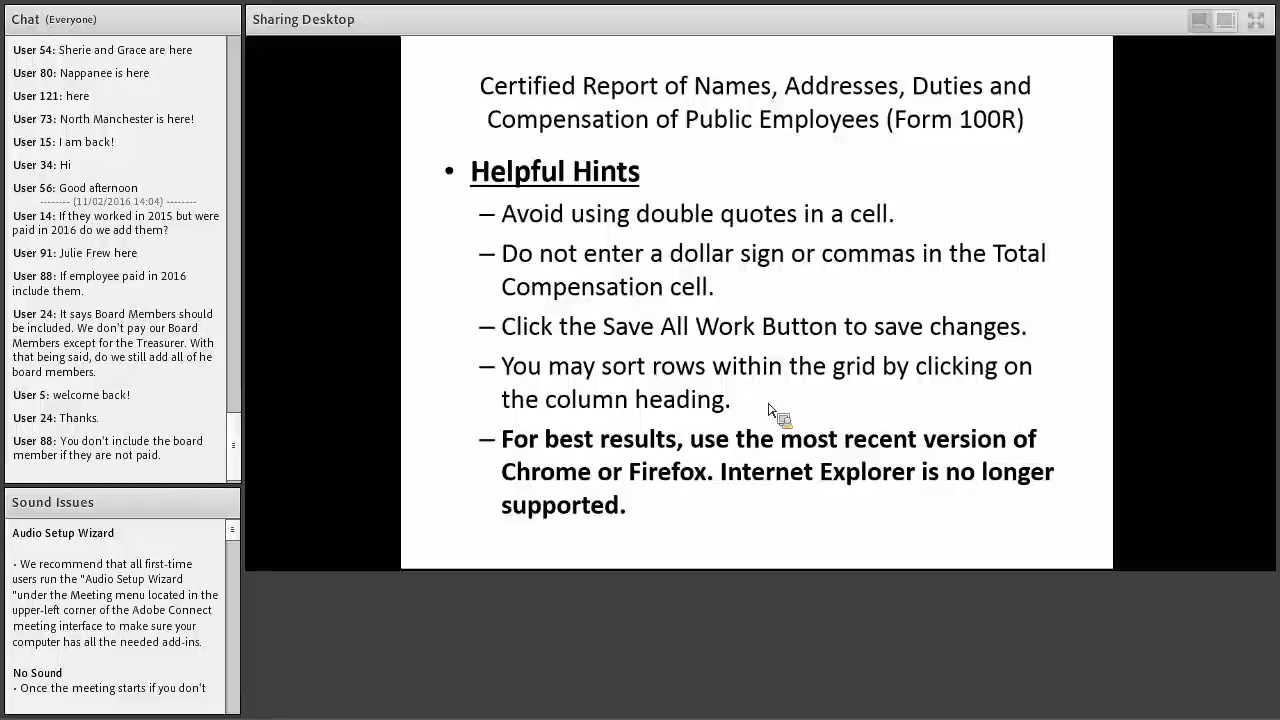 Chat (Everyone)
User 54: Sherie and Grace are here
User 80: Nappanee is here
User 121: here
User 73: North Manchester is here!
User 15: I am back!
User 34: Hi
User 56: Good afternoon
-------- (11/02/2016 14:04) --------
User 14: If they worked in 2015 but were
paid in 2016 do we add them?
User 91: Julie Frew here
User 88: If employee paid in 2016
include them.
User 24: It says Board Members should
be included. We don't pay our Board
Members except for the Treasurer. With
that being said, do we still add all of he
board members.
User 5: welcome back!
User 24: Thanks.
User 88: You don't include the board
member if they are not paid.
Sound Issues
Audio Setup Wizard
• We recommend that all first-time
users run the "Audio Setup Wizard
"under the Meeting menu located in the
upper-left corner of the Adobe Connect
meeting interface to make sure your
computer has all the needed add-ins.
No Sound
• Once the meeting starts if you don't
Sharing Desktop
Certified Report of Names, Addresses, Duties and
Compensation of Public Employees (Form 100R)
• Helpful Hints
– Avoid using double quotes in a cell.
– Do not enter a dollar sign or commas in the Total
Compensation cell.
– Click the Save All Work Button to save changes.
– You may sort rows within the grid by clicking on
the column heading.
– For best results, use the most recent version of
Chrome or Firefox. Internet Explorer is no longer
supported.